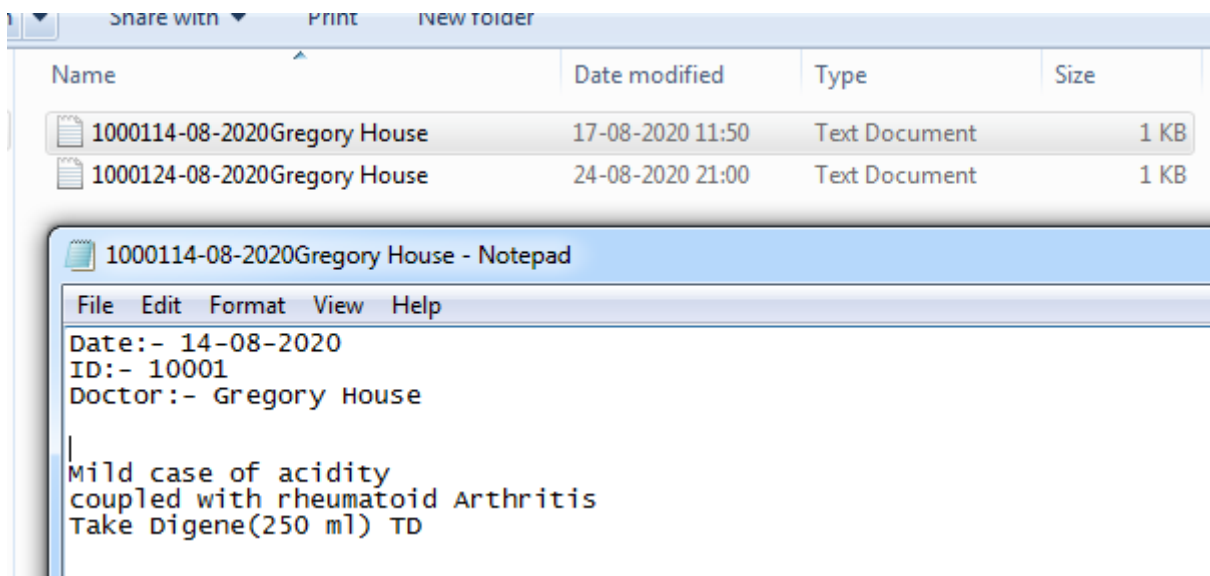 Share with Print New folder
Name Date modified Type Size
1000114-08-2020Gregory House 17-08-2020 11:50 Text Document 1 KB
1000124-08-2020Gregory House 24-08-2020 21:00 Text Document 1 KB
1000114-08-2020Gregory House - Notepad
File Edit Format View Help
Date:- 14-08-2020
ID:- 10001
Doctor:- Gregory House
Mild case of acidity
coupled with rheumatoid Arthritis
Take Digene(250 ml) TD